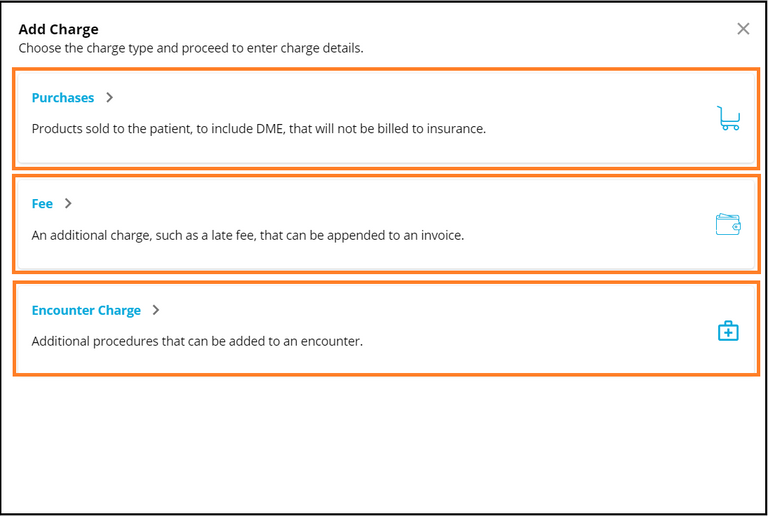 Add Charge
Choose the charge type and proceed to enter charge details.
Purchases
Products sold to the patient, to include DME, that will not be billed to insurance.
Fee
An additional charge, such as a late fee, that can be appended to an invoice.
Encounter Charge
Additional procedures that can be added to an encounter.